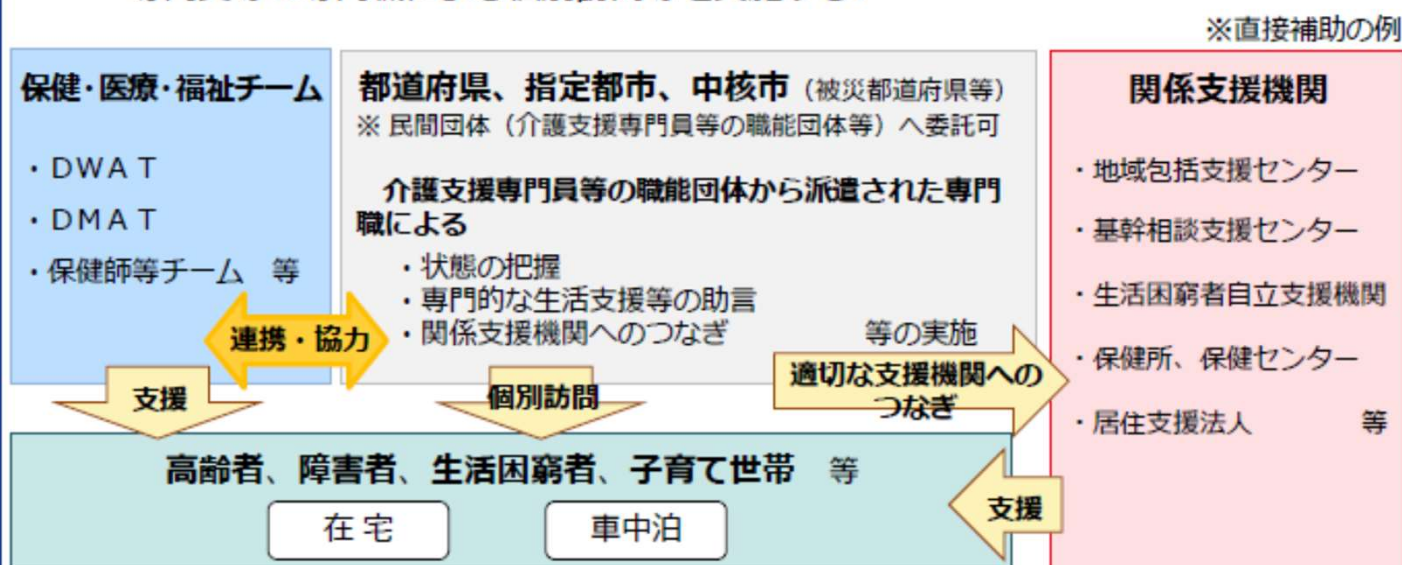 ※直接補助の例
保健・医療・福祉チーム
・DWAT
・DMAT
・保健師等チーム　等
都道府県、指定都市、中核市（被災都道府県等）
※ 民間団体（介護支援専門員等の職能団体等）へ委託可
介護支援専門員等の職能団体から派遣された専門
職による
・状態の把握
・専門的な生活支援等の助言
・関係支援機関へのつなぎ　等の実施
連携・協力
関係支援機関
・地域包括支援センター
・基幹相談支援センター
・生活困窮者自立支援機関
・保健所、保健センター
・居住支援法人　等
支援
個別訪問
適切な支援機関への
つなぎ
高齢者、障害者、生活困窮者、子育て世帯　等
在 宅
車中泊
支援